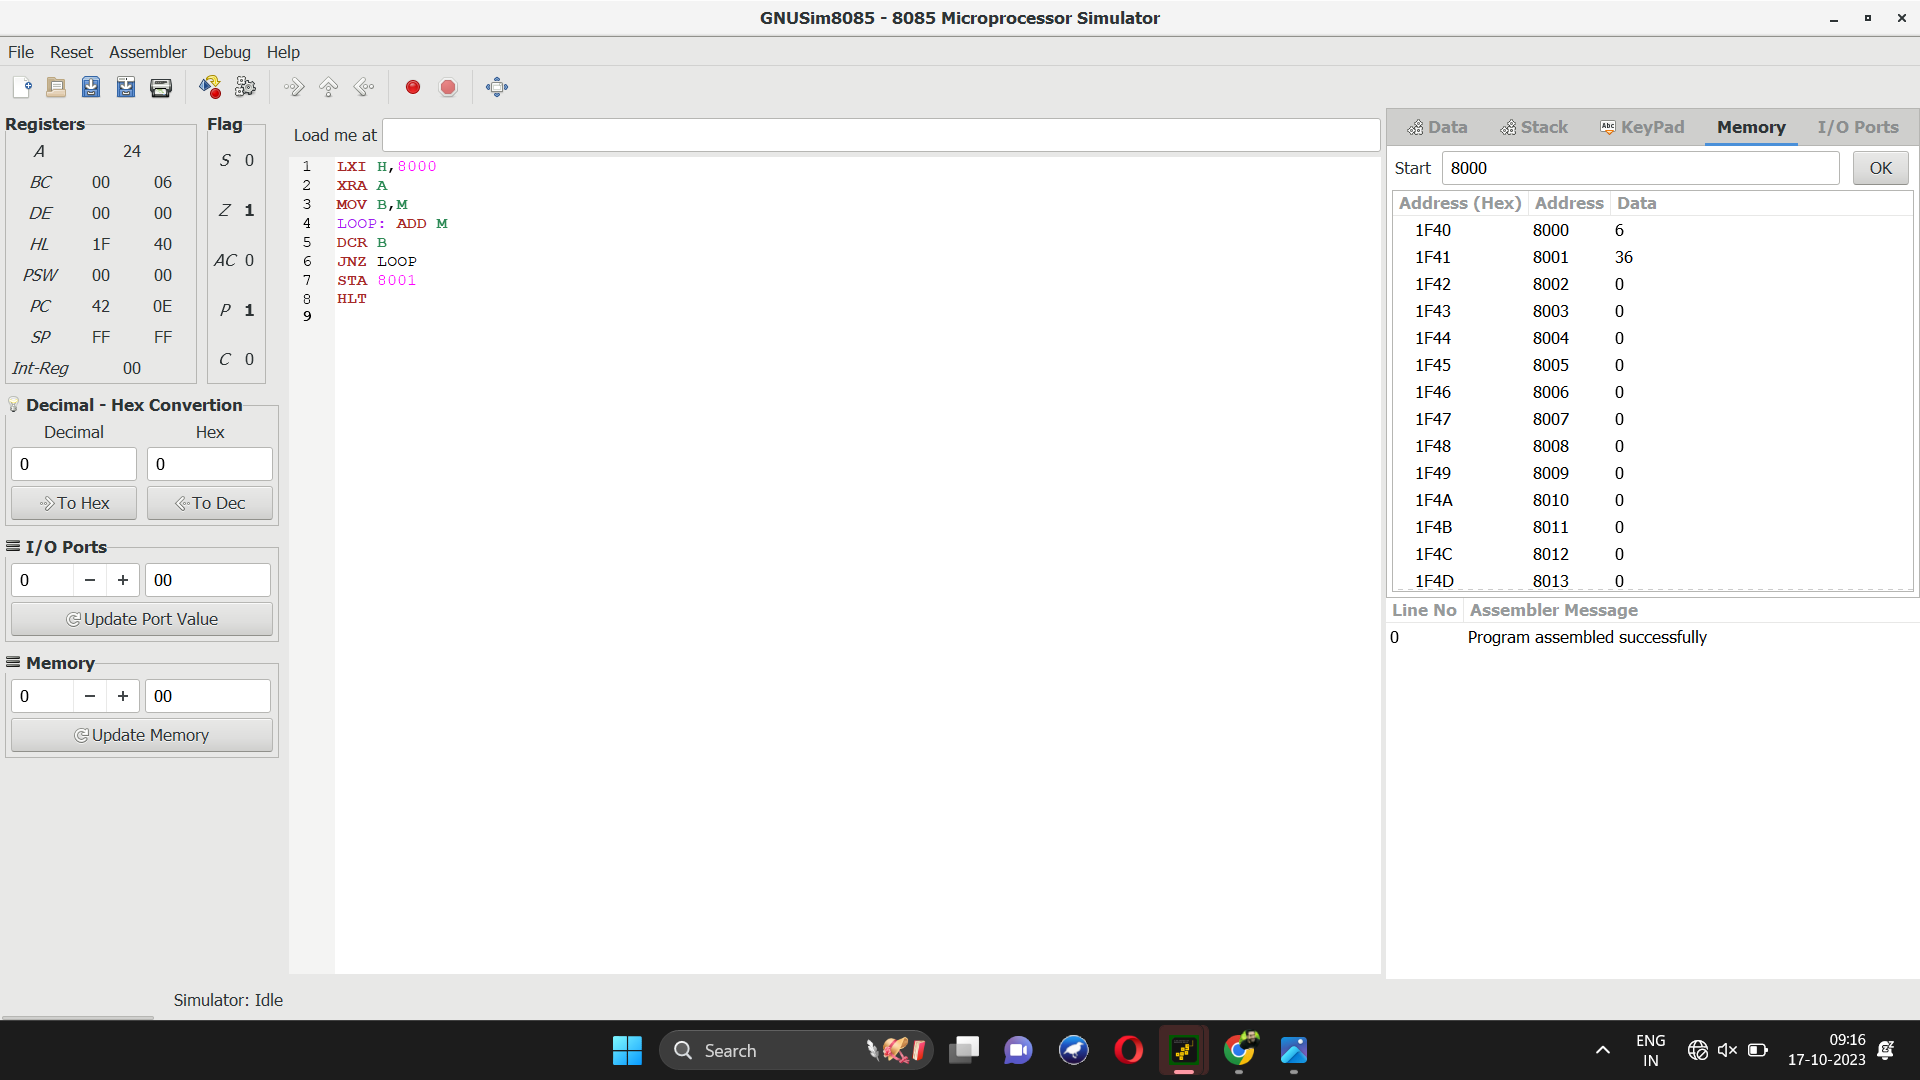 GNUSim8085 - 8085 Microprocessor Simulator
File Reset Assembler Debug Help
Registers
A 24
BC 00 06
DE 00 00
HL 1F 40
PSW 00 00
PC 42 0E
SP FF FF
Int-Reg 00
Flag
S 0
Z 1
AC 0
P 1
C 0
Decimal - Hex Convertion
Decimal Hex
0 0
To Hex To Dec
I/O Ports
0 − + 00
Update Port Value
Memory
0 − + 00
Update Memory
Load me at
1 LXI H,8000
2 XRA A
3 MOV B,M
4 LOOP: ADD M
5 DCR B
6 JNZ LOOP
7 STA 8001
8 HLT
9
Data Stack Abc KeyPad Memory I/O Ports
Start 8000 OK
Address (Hex) Address Data
1F40 8000 6
1F41 8001 36
1F42 8002 0
1F43 8003 0
1F44 8004 0
1F45 8005 0
1F46 8006 0
1F47 8007 0
1F48 8008 0
1F49 8009 0
1F4A 8010 0
1F4B 8011 0
1F4C 8012 0
1F4D 8013 0
Line No Assembler Message
0 Program assembled successfully
Simulator: Idle
Search
ENG
IN
09:16
17-10-2023